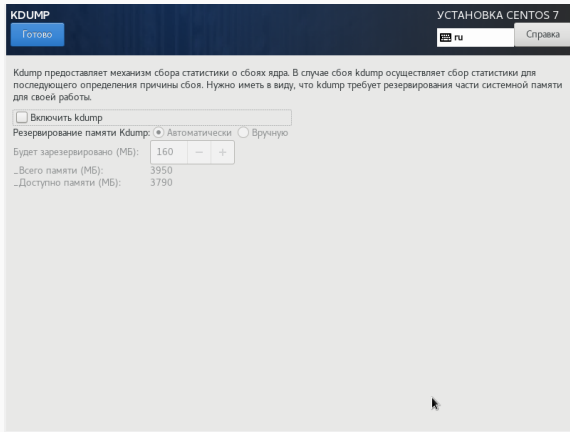 KDUMP
УСТАНОВКА CENTOS 7
Готово
ru
Справка
Kdump предоставляет механизм сбора статистики о сбоях ядра. В случае сбоя kdump осуществляет сбор статистики для
последующего определения причины сбоя. Нужно иметь в виду, что kdump требует резервирования части системной памяти
для своей работы.
Включить kdump
Резервирование памяти Kdump: Автоматически Вручную
Будет зарезервировано (МБ): 160 − +
_Всего памяти (МБ): 3950
_Доступно памяти (МБ): 3790